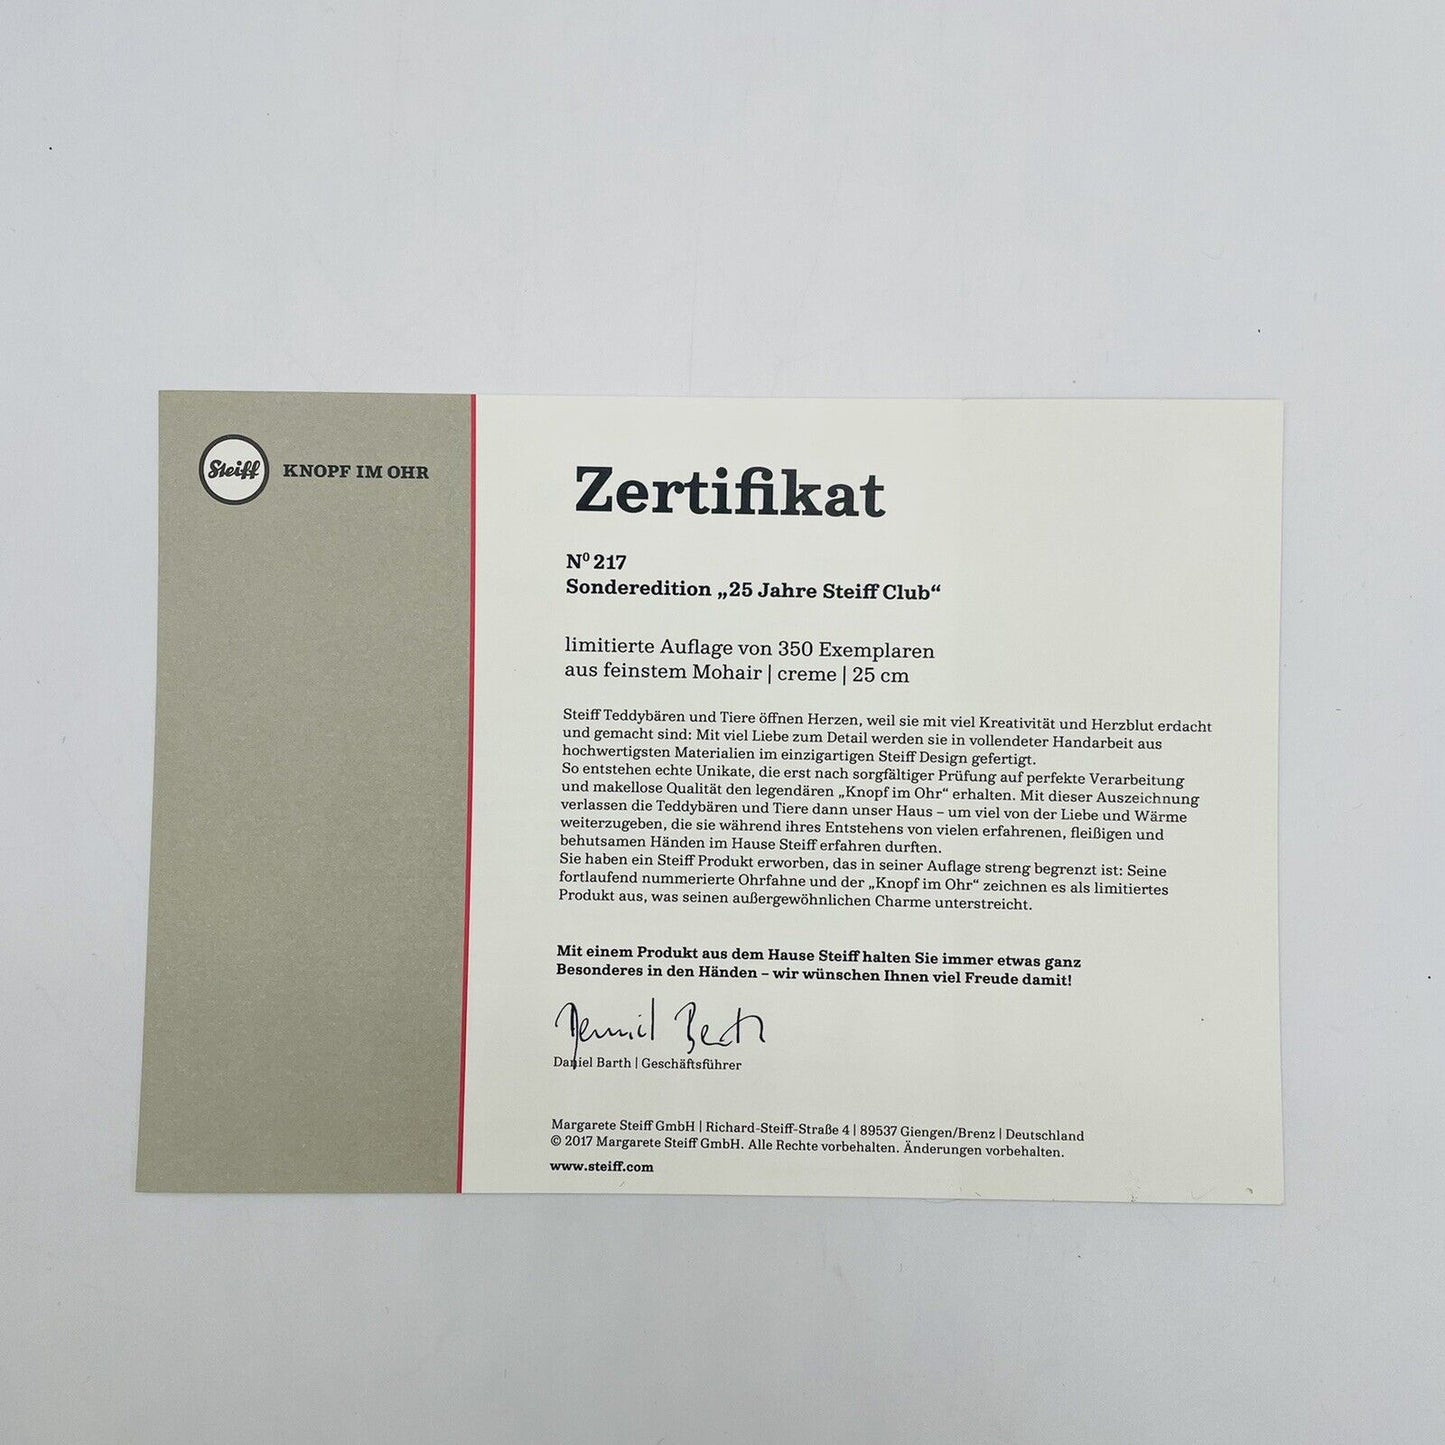 Steiff KNOPF IM OHR
Zertifikat
Nº 217
Sonderedition „25 Jahre Steiff Club“
limitierte Auflage von 350 Exemplaren
aus feinstem Mohair | creme | 25 cm
Steiff Teddybären und Tiere öffnen Herzen, weil sie mit viel Kreativität und Herzblut erdacht
und gemacht sind: Mit viel Liebe zum Detail werden sie in vollendeter Handarbeit aus
hochwertigsten Materialien im einzigartigen Steiff Design gefertigt.
So entstehen echte Unikate, die erst nach sorgfältiger Prüfung auf perfekte Verarbeitung
und makellose Qualität den legendären „Knopf im Ohr“ erhalten. Mit dieser Auszeichnung
verlassen die Teddybären und Tiere dann unser Haus – um viel von der Liebe und Wärme
weiterzugeben, die sie während ihres Entstehens von vielen erfahrenen, fleißigen und
behutsamen Händen im Hause Steiff erfahren durften.
Sie haben ein Steiff Produkt erworben, das in seiner Auflage streng begrenzt ist: Seine
fortlaufend nummerierte Ohrfahne und der „Knopf im Ohr“ zeichnen es als limitiertes
Produkt aus, was seinen außergewöhnlichen Charme unterstreicht.
Mit einem Produkt aus dem Hause Steiff halten Sie immer etwas ganz
Besonderes in den Händen – wir wünschen Ihnen viel Freude damit!
Daniel Barth
Daniel Barth | Geschäftsführer
Margarete Steiff GmbH | Richard-Steiff-Straße 4 | 89537 Giengen/Brenz | Deutschland
© 2017 Margarete Steiff GmbH. Alle Rechte vorbehalten. Änderungen vorbehalten.
www.steiff.com